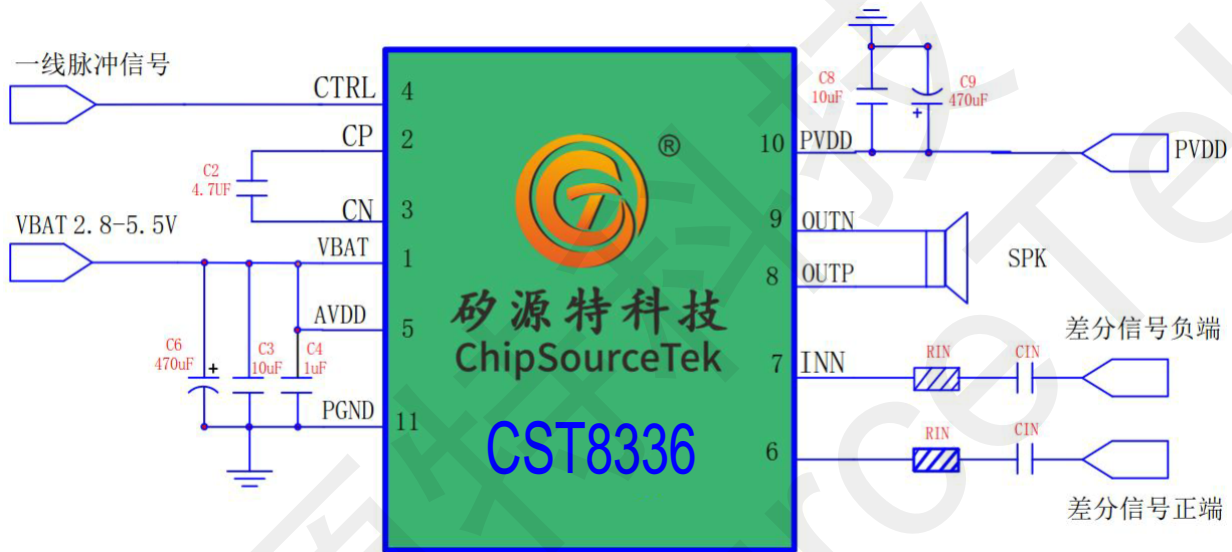 一线脉冲信号
CTRL
4
CP
2
C2
4.7UF
CN
3
VBAT 2.8-5.5V
VBAT
1
AVDD
5
C6
470uF
+
C3
10uF
C4
1uF
PGND
11
®
矽源特科技
ChipSourceTek
CST8336
C8
10uF
C9
470uF
+
10
PVDD
PVDD
9
OUTN
8
OUTP
SPK
差分信号负端
7
INN
RIN
CIN
6
RIN
CIN
差分信号正端